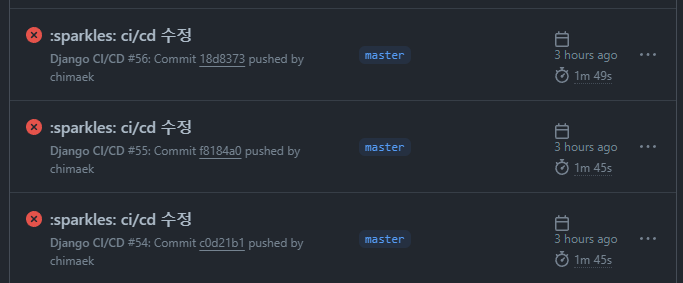 :sparkles: ci/cd 수정
Django CI/CD #56: Commit 18d8373 pushed by
chimaek
master
3 hours ago
1m 49s
:sparkles: ci/cd 수정
Django CI/CD #55: Commit f8184a0 pushed by
chimaek
master
3 hours ago
1m 45s
:sparkles: ci/cd 수정
Django CI/CD #54: Commit c0d21b1 pushed by
chimaek
master
3 hours ago
1m 45s